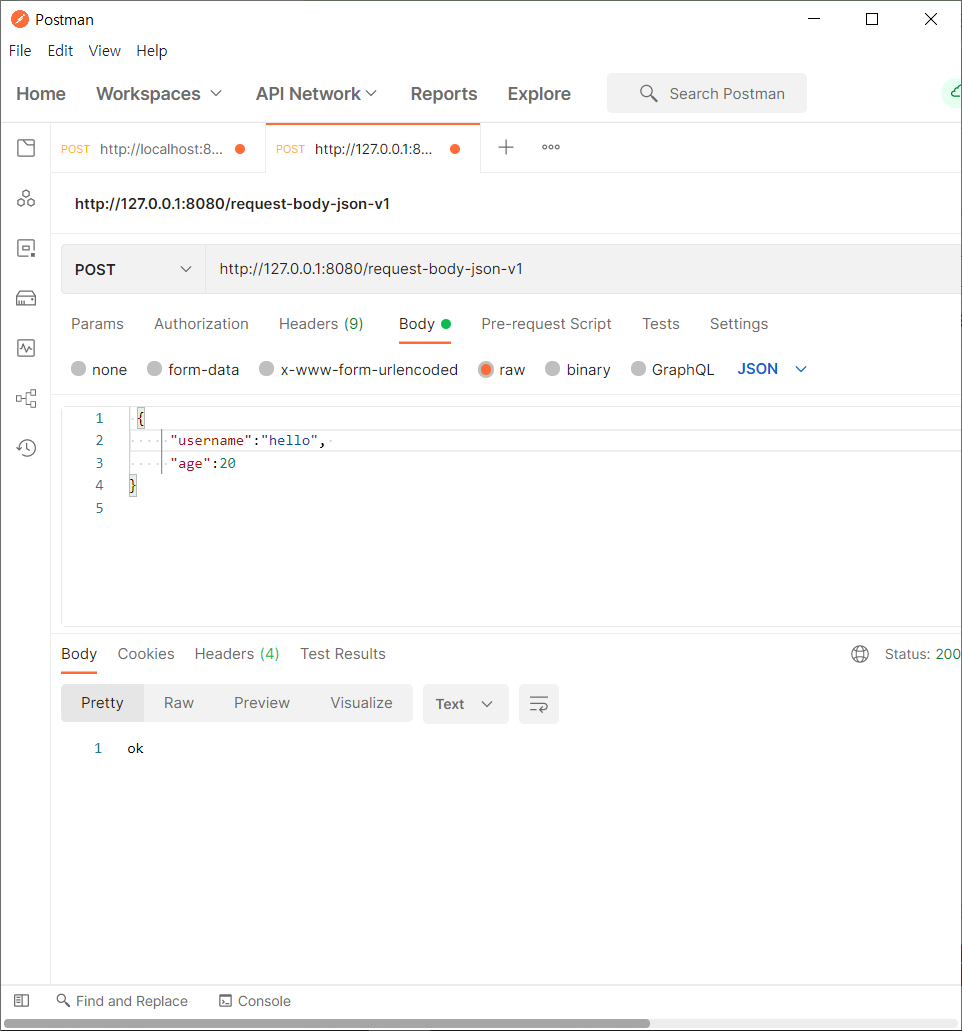 Postman
File Edit View Help
Home Workspaces API Network Reports Explore Search Postman
POST http://localhost:8... POST http://127.0.0.1:8...
http://127.0.0.1:8080/request-body-json-v1
POST http://127.0.0.1:8080/request-body-json-v1
Params Authorization Headers (9) Body Pre-request Script Tests Settings
none form-data x-www-form-urlencoded raw binary GraphQL JSON
1 {
2 "username":"hello",
3 "age":20
4 }
5
Body Cookies Headers (4) Test Results Status: 200
Pretty Raw Preview Visualize Text
1 ok
Find and Replace Console